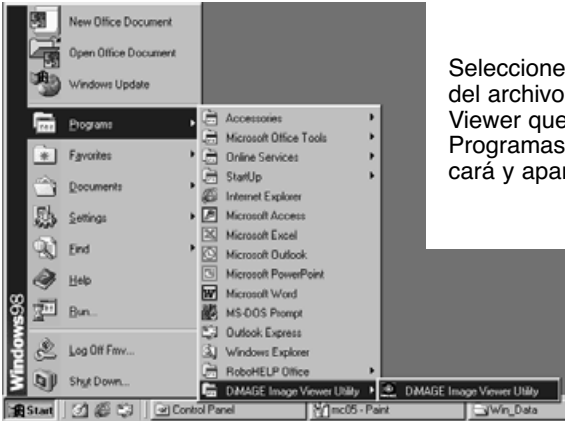 New Office Document
Open Office Document
Windows Update
Programs
Favorites
Documents
Settings
Find
Help
Run...
Log Off Fmv...
Shut Down...
Windows98
Accessories
Microsoft Office Tools
Online Services
StartUp
Internet Explorer
Microsoft Access
Microsoft Excel
Microsoft Outlook
Microsoft PowerPoint
Microsoft Word
MS-DOS Prompt
Outlook Express
Windows Explorer
RoboHELP Office
DiMAGE Image Viewer Utility
DiMAGE Image Viewer Utility
Seleccione
del archivo
Viewer que
Programas
cará y apar
Start
Control Panel
mc05 - Paint
Win_Data